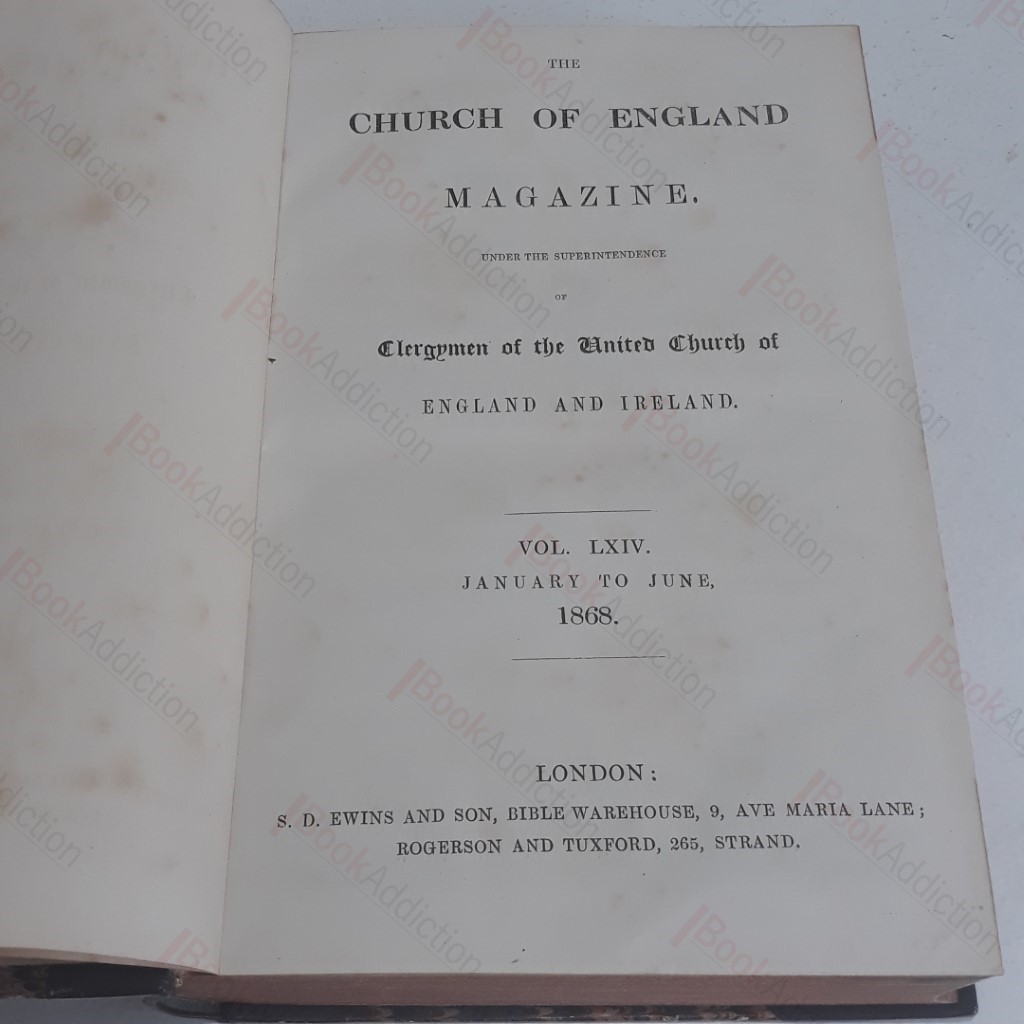 THE
CHURCH OF ENGLAND
MAGAZINE.
UNDER THE SUPERINTENDENCE
OF
Clergymen of the United Church of
ENGLAND AND IRELAND.
VOL. LXIV.
JANUARY TO JUNE,
1868.
LONDON:
S. D. EWINS AND SON, BIBLE WAREHOUSE, 9, AVE MARIA LANE;
ROGERSON AND TUXFORD, 265, STRAND.
BookAddiction